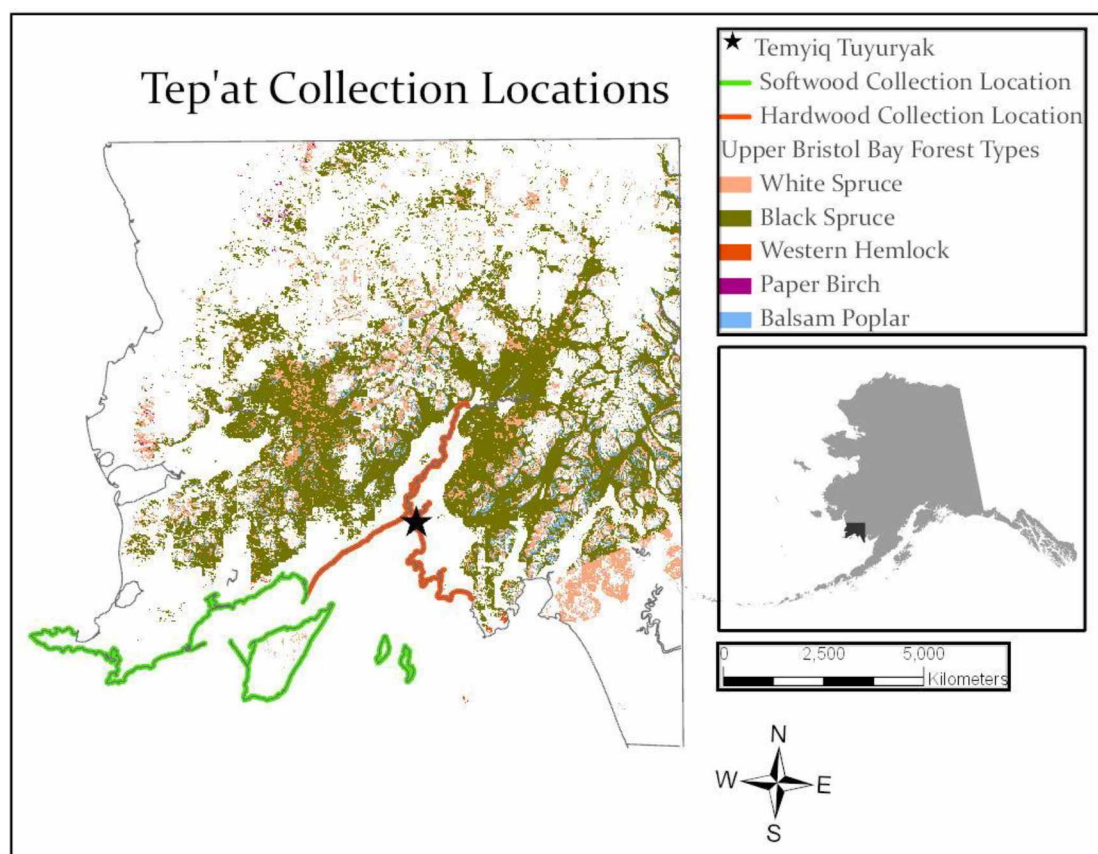 Tep'at Collection Locations
Temyiq Tuyuryak
Softwood Collection Location
Hardwood Collection Location
Upper Bristol Bay Forest Types
White Spruce
Black Spruce
Western Hemlock
Paper Birch
Balsam Poplar
0 2,500 5,000
Kilometers
N
W E
S